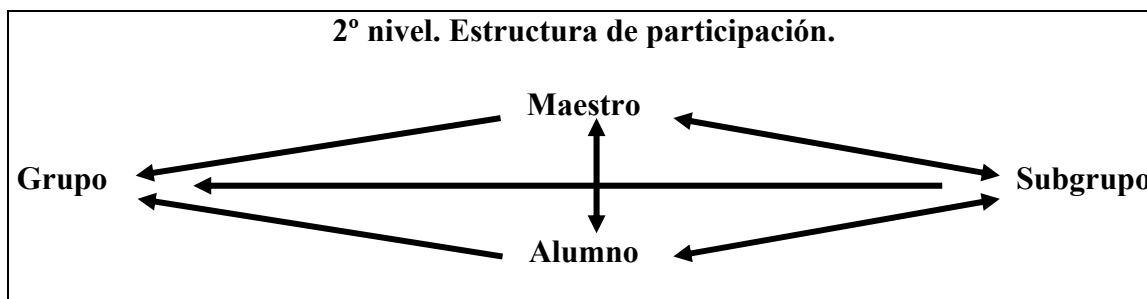 2º nivel. Estructura de participación.
Maestro
Grupo Subgrupo
Alumno